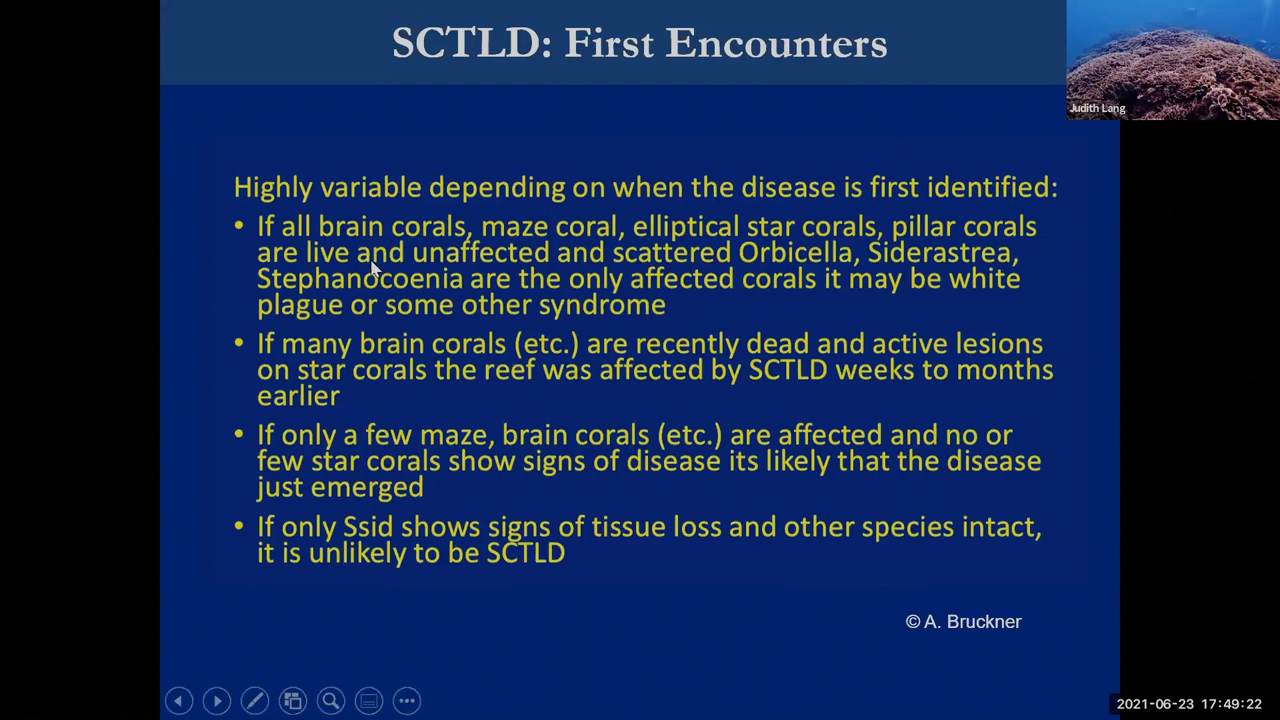 SCTLD: First Encounters
Judith Lang
Highly variable depending on when the disease is first identified:
• If all brain corals, maze coral, elliptical star corals, pillar corals
are live and unaffected and scattered Orbicella, Siderastrea,
Stephanocoenia are the only affected corals it may be white
plague or some other syndrome
• If many brain corals (etc.) are recently dead and active lesions
on star corals the reef was affected by SCTLD weeks to months
earlier
• If only a few maze, brain corals (etc.) are affected and no or
few star corals show signs of disease its likely that the disease
just emerged
• If only Ssid shows signs of tissue loss and other species intact,
it is unlikely to be SCTLD
© A. Bruckner
2021-06-23 17:49:22